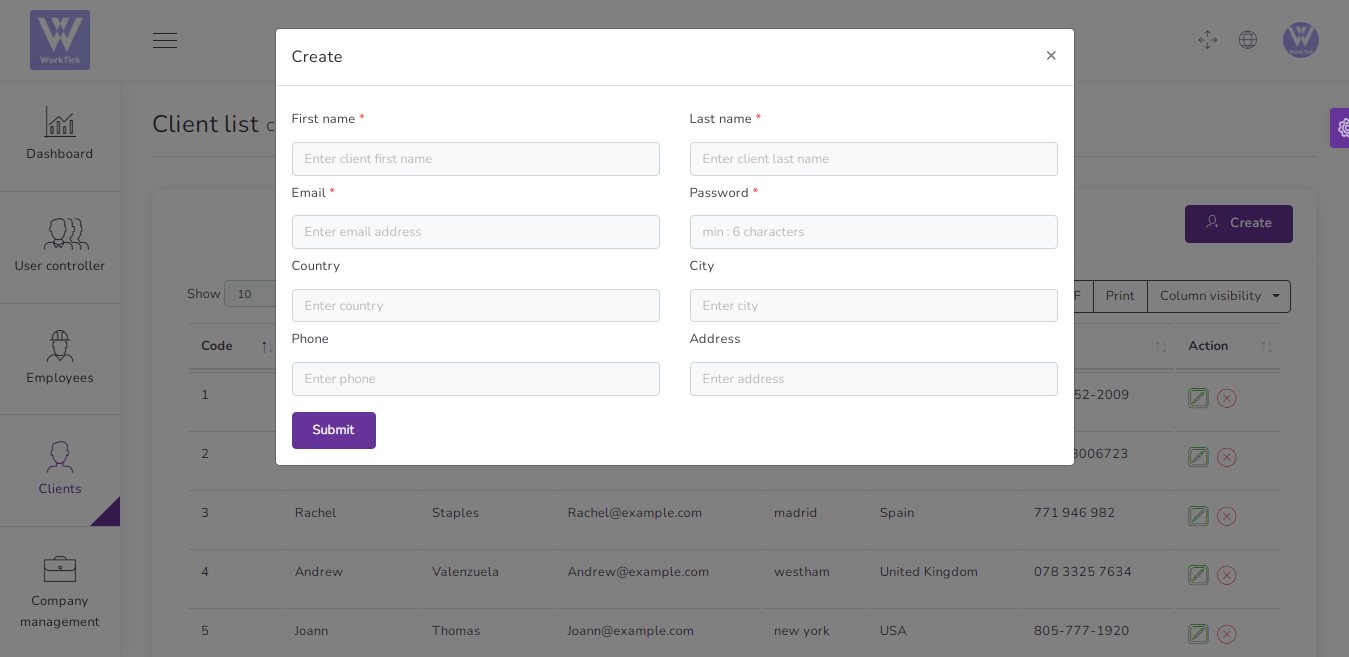 WorkTick
Create ×
Client list C
First name * Last name *
Enter client first name Enter client last name
Dashboard
Email * Password *
Enter email address min : 6 characters
Create
User controller
Country City
Show 10 Enter country Enter city F Print Column visibility
Phone Address
Code Action
Employees
Enter phone Enter address
1 52-2009
Submit
2 3006723
Clients
3 Rachel Staples Rachel@example.com madrid Spain 771 946 982
4 Andrew Valenzuela Andrew@example.com westham United Kingdom 078 3325 7634
Company
management
5 Joann Thomas Joann@example.com new york USA 805-777-1920